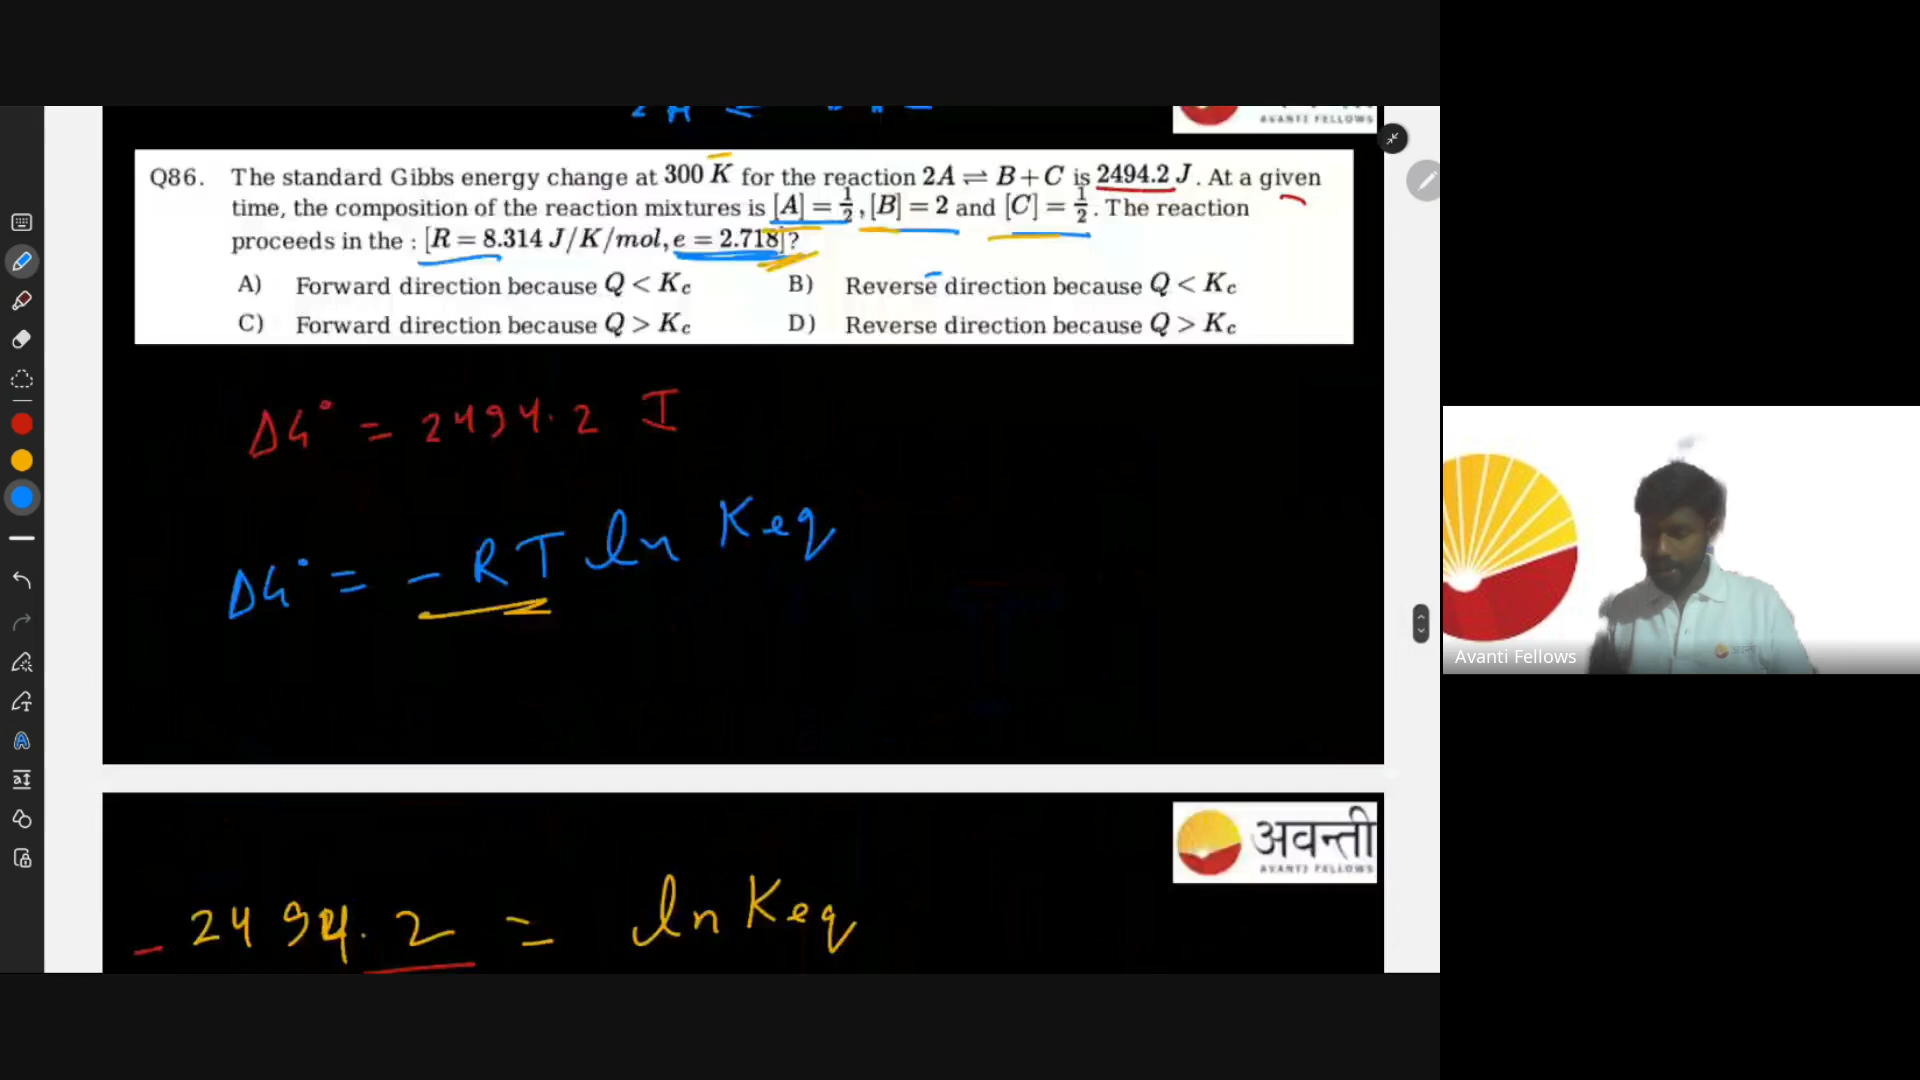 AVANTI FELLOWS
Q86. The standard Gibbs energy change at 300 K for the reaction 2A ⇌ B + C is 2494.2 J. At a given
time, the composition of the reaction mixtures is [A] = 1/2, [B] = 2 and [C] = 1/2. The reaction
proceeds in the : [R = 8.314 J/K/mol, e = 2.718]?
A) Forward direction because Q < Kc B) Reverse direction because Q < Kc
C) Forward direction because Q > Kc D) Reverse direction because Q > Kc
ΔG° = 2494.2 J
ΔG° = - RT ln Keq
Avanti Fellows
अवन्ती
AVANTI FELLOWS
- 2494.2 = ln Keq